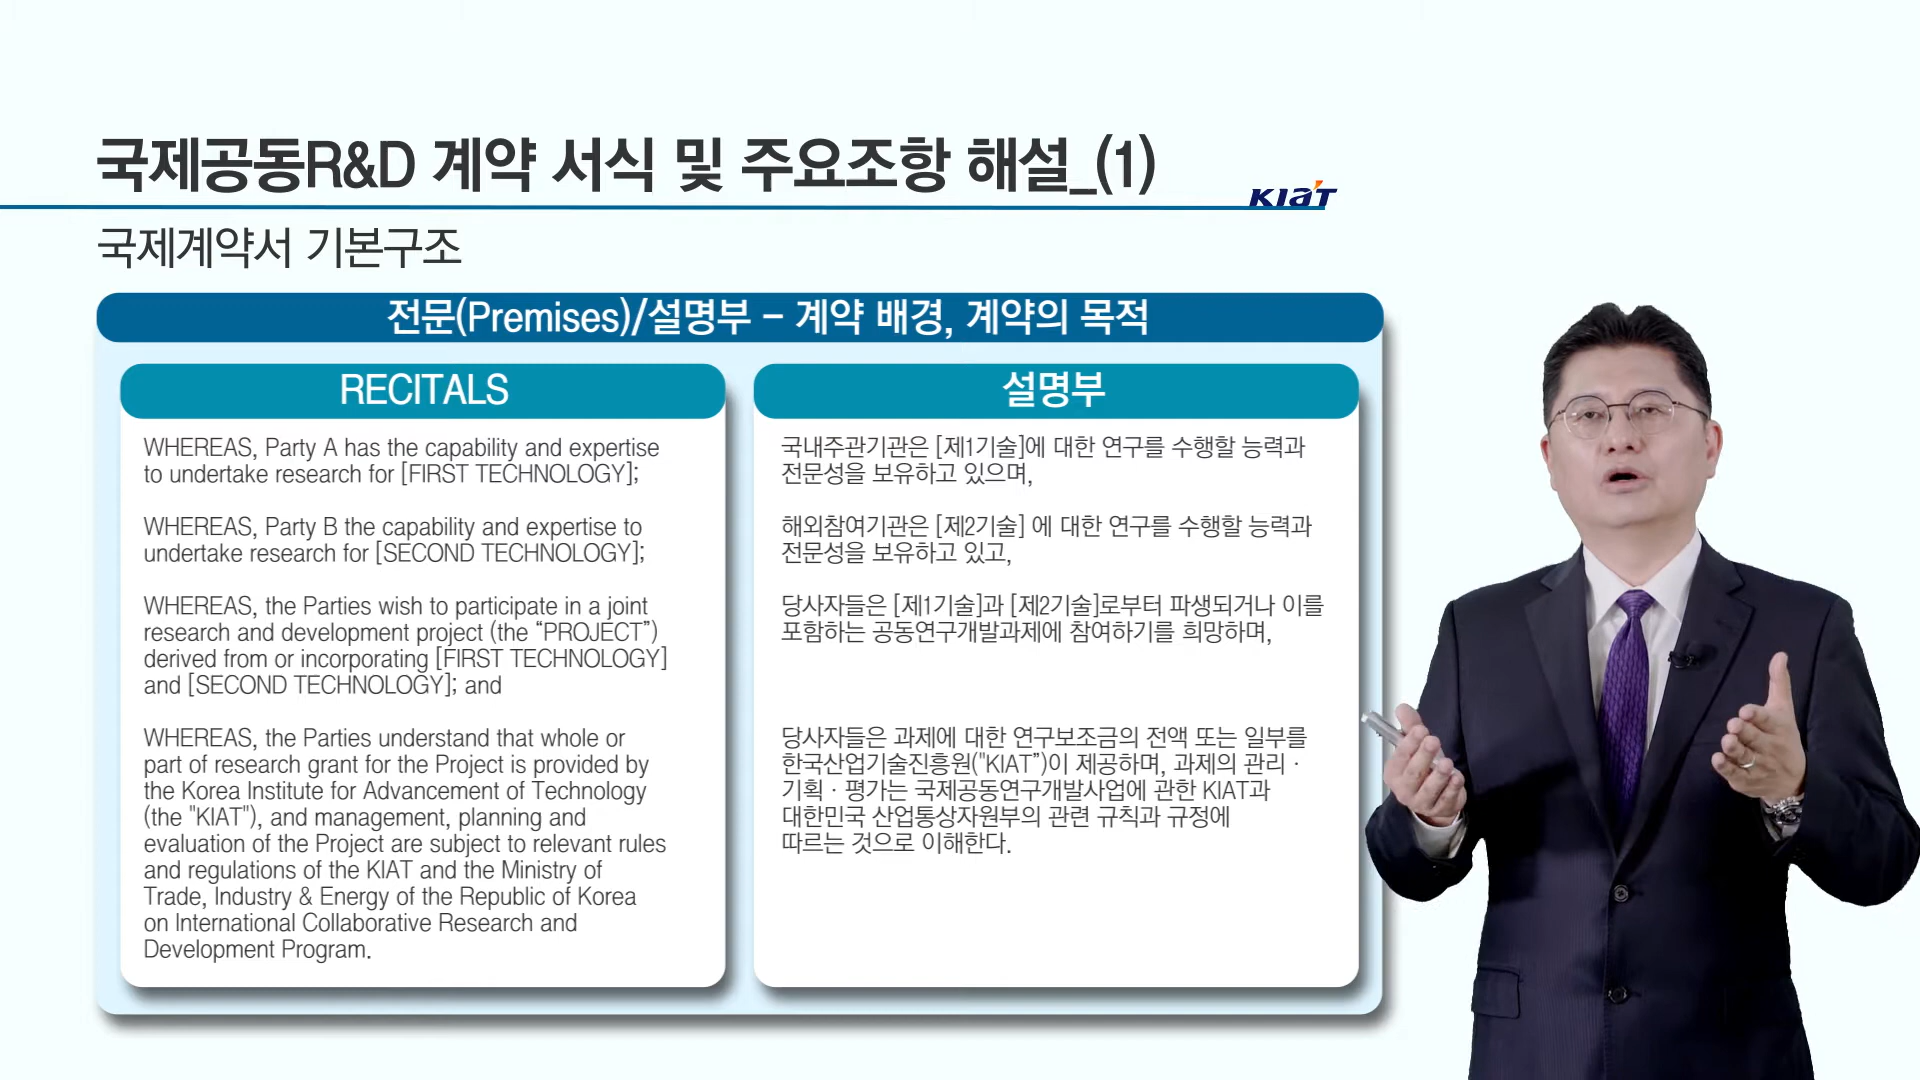 국제공동R&D 계약 서식 및 주요조항 해설_(1)
KIAT
국제계약서 기본구조
전문(Premises)/설명부 - 계약 배경, 계약의 목적
RECITALS
WHEREAS, Party A has the capability and expertise
to undertake research for [FIRST TECHNOLOGY];
WHEREAS, Party B the capability and expertise to
undertake research for [SECOND TECHNOLOGY];
WHEREAS, the Parties wish to participate in a joint
research and development project (the “PROJECT”)
derived from or incorporating [FIRST TECHNOLOGY]
and [SECOND TECHNOLOGY]; and
WHEREAS, the Parties understand that whole or
part of research grant for the Project is provided by
the Korea Institute for Advancement of Technology
(the "KIAT"), and management, planning and
evaluation of the Project are subject to relevant rules
and regulations of the KIAT and the Ministry of
Trade, Industry & Energy of the Republic of Korea
on International Collaborative Research and
Development Program.
설명부
국내주관기관은 [제1기술]에 대한 연구를 수행할 능력과
전문성을 보유하고 있으며,
해외참여기관은 [제2기술] 에 대한 연구를 수행할 능력과
전문성을 보유하고 있고,
당사자들은 [제1기술]과 [제2기술]로부터 파생되거나 이를
포함하는 공동연구개발과제에 참여하기를 희망하며,
당사자들은 과제에 대한 연구보조금의 전액 또는 일부를
한국산업기술진흥원("KIAT”)이 제공하며, 과제의 관리 ·
기획 · 평가는 국제공동연구개발사업에 관한 KIAT과
대한민국 산업통상자원부의 관련 규칙과 규정에
따르는 것으로 이해한다.